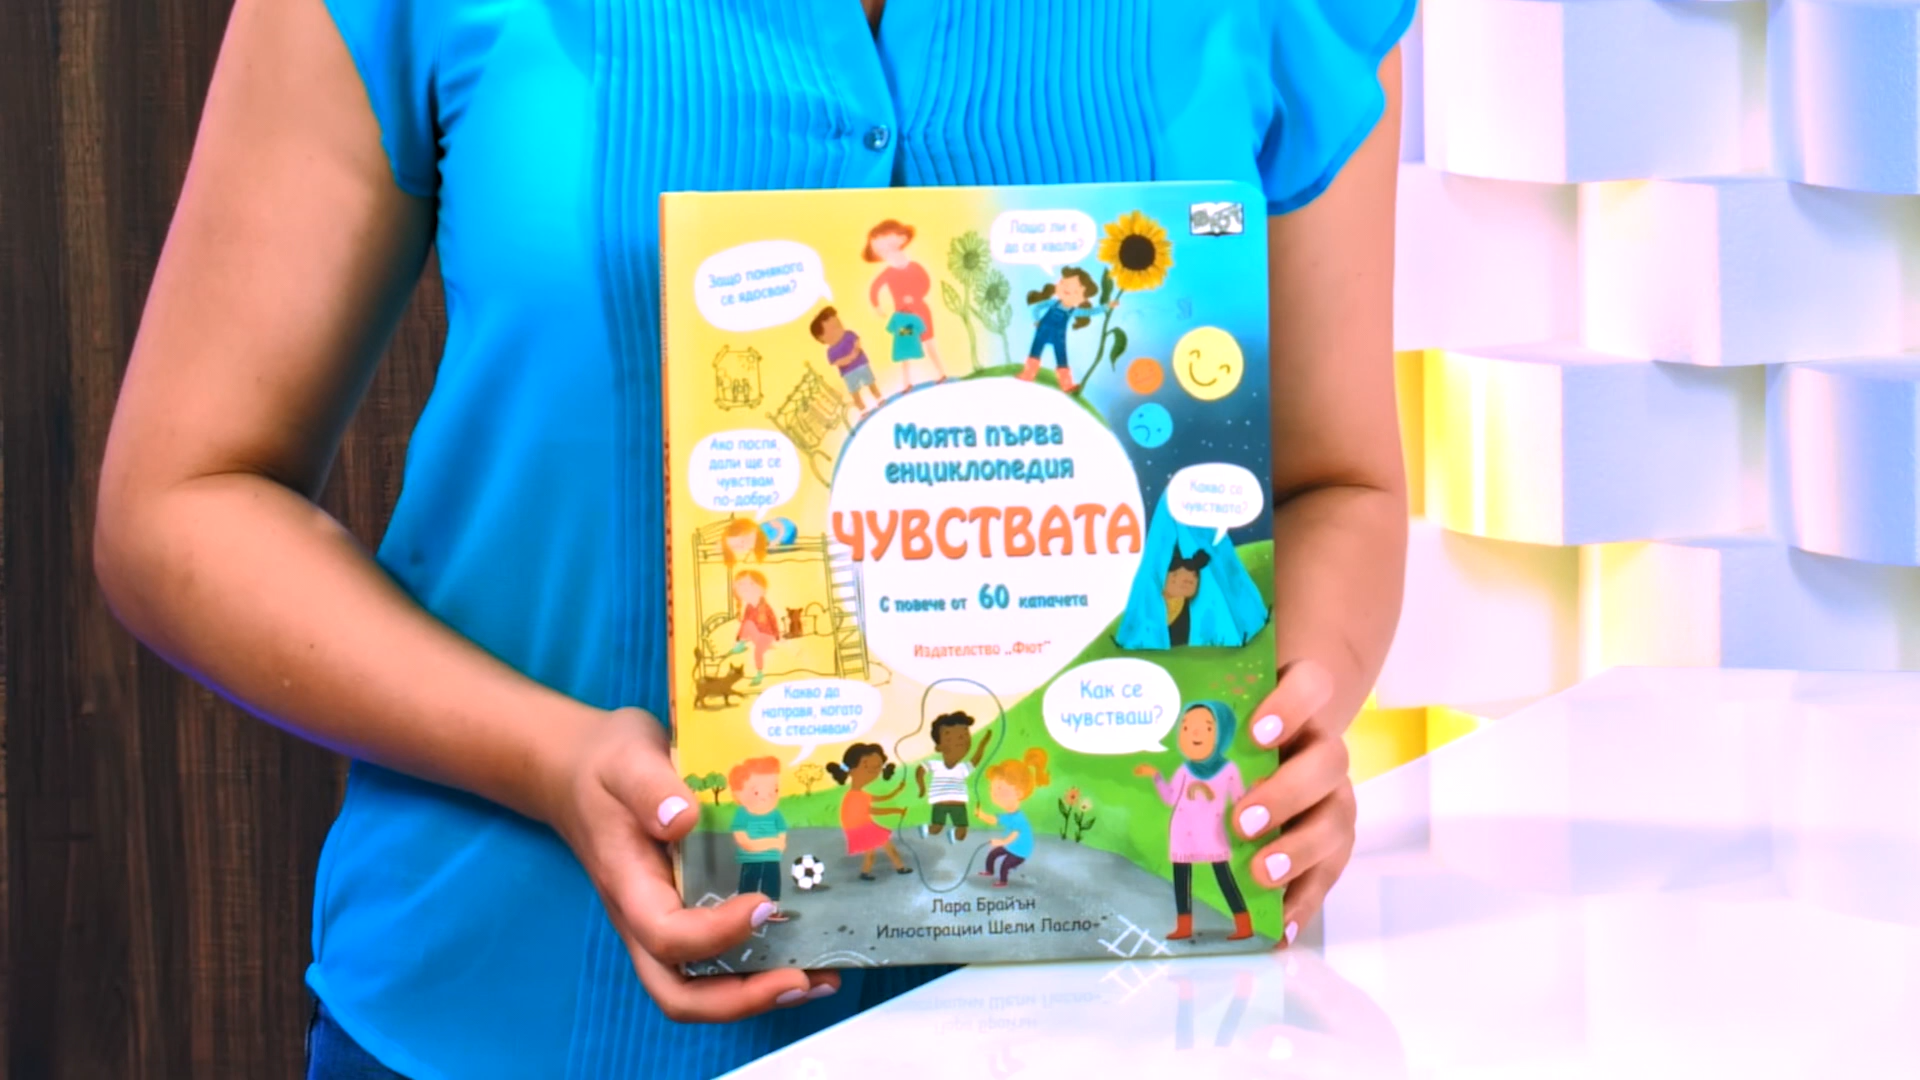 Лошо ли е
да се хваля?
Защо понякога
се ядосвам?
Моята първа
енциклопедия
ЧУВСТВАТА
С повече от 60 капачета
Издателство „Фют“
Ако поспя,
дали ще се
чувствам
по-добре?
Какво са
чувствата?
Какво да
направя, когато
се стеснявам?
Как се
чувстваш?
Лара Брайън
Илюстрации Шели Ласло